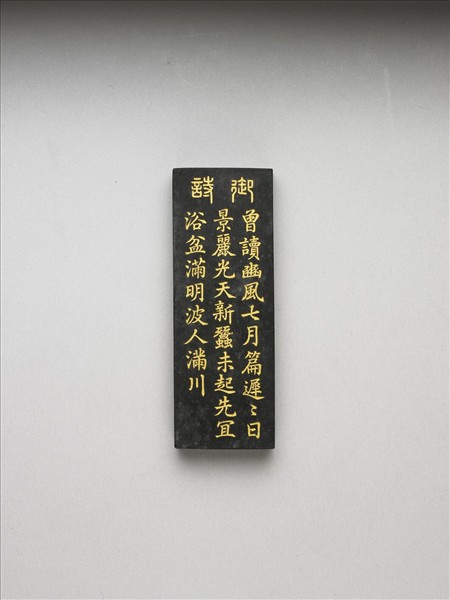 御詩
曽讀豳風七月篇遲〻日
景麗光天新蠶未起先宜
浴盆滿明波人滿川